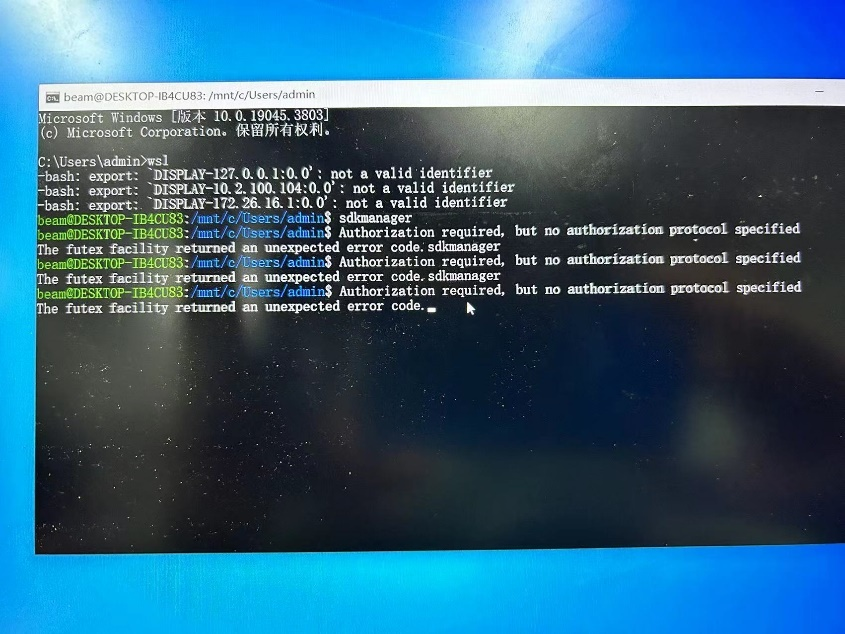 beam@DESKTOP-IB4CU83: /mnt/c/Users/admin
Microsoft Windows [版本 10.0.19045.3803]
(c) Microsoft Corporation。保留所有权利。
C:\Users\admin>wsl
-bash: export: `DISPLAY-127.0.0.1:0.0': not a valid identifier
-bash: export: `DISPLAY-10.2.100.104:0.0': not a valid identifier
-bash: export: `DISPLAY-172.26.16.1:0.0': not a valid identifier
beam@DESKTOP-IB4CU83:/mnt/c/Users/admin$ sdkmanager
beam@DESKTOP-IB4CU83:/mnt/c/Users/admin$ Authorization required, but no authorization protocol specified
The futex facility returned an unexpected error code.sdkmanager
beam@DESKTOP-IB4CU83:/mnt/c/Users/admin$ Authorization required, but no authorization protocol specified
The futex facility returned an unexpected error code.sdkmanager
beam@DESKTOP-IB4CU83:/mnt/c/Users/admin$ Authorization required, but no authorization protocol specified
The futex facility returned an unexpected error code.